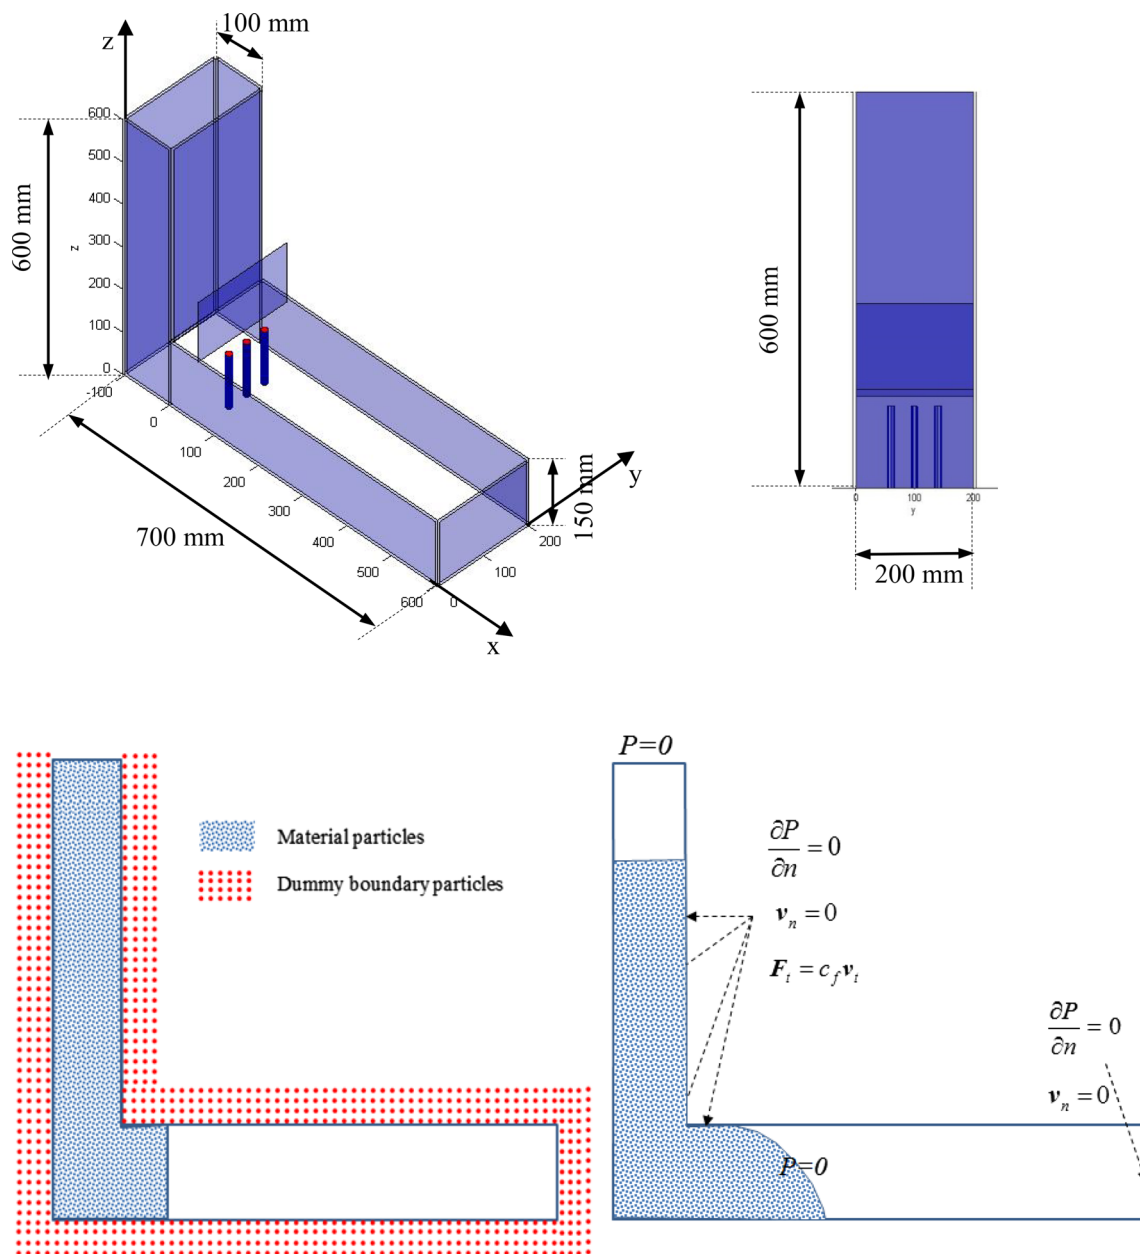 z
100 mm
600
500
400
300
200
100
0
z
600 mm
-100
0
100
200
300
400
500
600
700 mm
0
100
200
150 mm
y
x
600 mm
0
100
200
y
200 mm
Material particles
Dummy boundary particles
P=0
∂P/∂n = 0
v_n = 0
F_t = c_f v_t
∂P/∂n = 0
v_n = 0
P=0